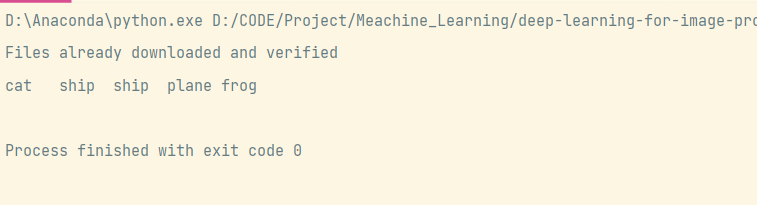 D:\Anaconda\python.exe D:/CODE/Project/Meachine_Learning/deep-learning-for-image-pro
Files already downloaded and verified
cat   ship  ship  plane frog
Process finished with exit code 0